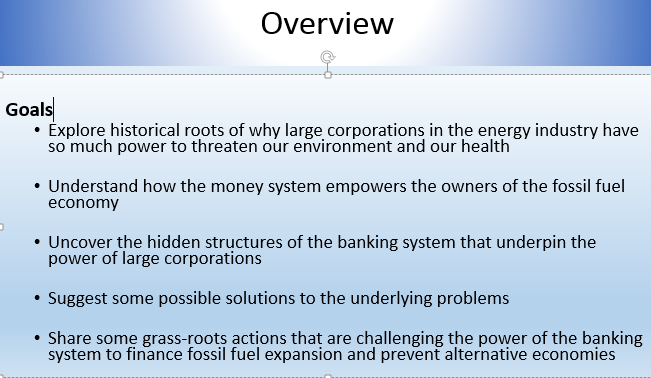 Overview
Goals
• Explore historical roots of why large corporations in the energy industry have
so much power to threaten our environment and our health
• Understand how the money system empowers the owners of the fossil fuel
economy
• Uncover the hidden structures of the banking system that underpin the
power of large corporations
• Suggest some possible solutions to the underlying problems
• Share some grass-roots actions that are challenging the power of the banking
system to finance fossil fuel expansion and prevent alternative economies